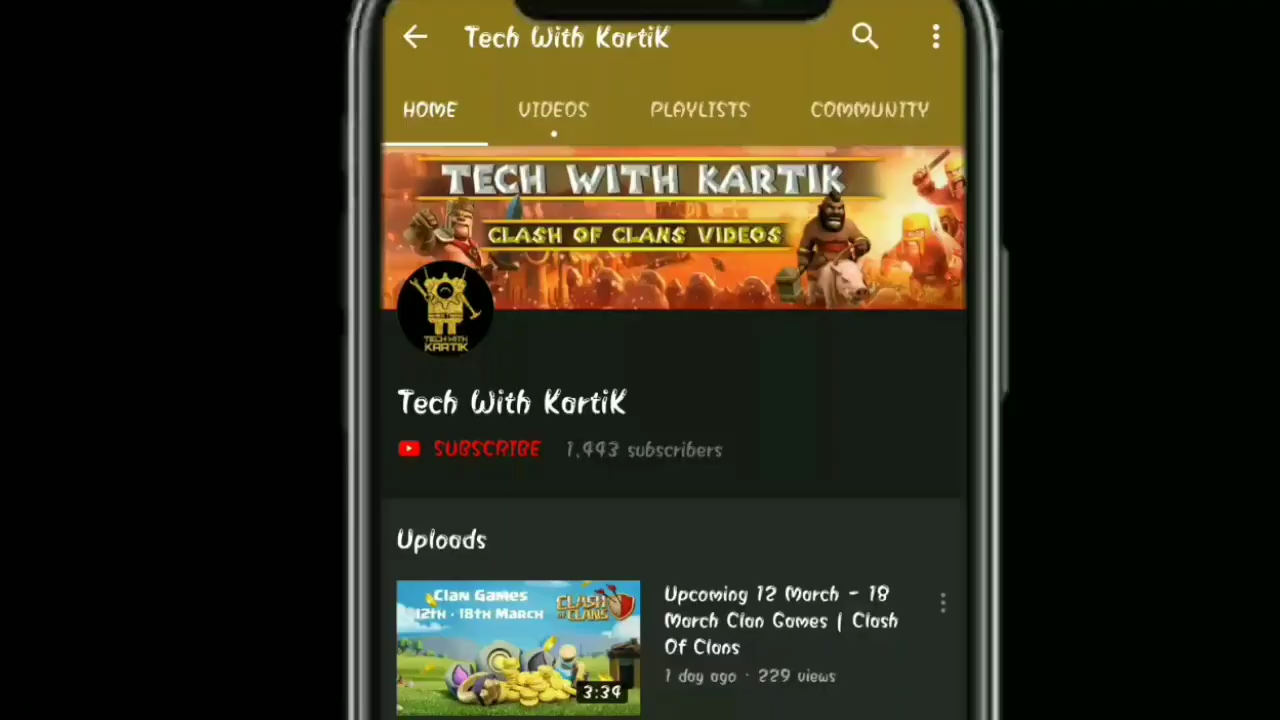 Tech With KartiK
HOME VIDEOS PLAYLISTS COMMUNITY
TECH WITH KARTIK
CLASH OF CLANS VIDEOS
TECH WITH
KARTIK
Tech With KartiK
SUBSCRIBE 1,443 subscribers
Uploads
Clan Games
12th - 18th March
CLASH OF CLANS
3:34
Upcoming 12 March - 18
March Clan Games | Clash
Of Clans
1 day ago · 229 views